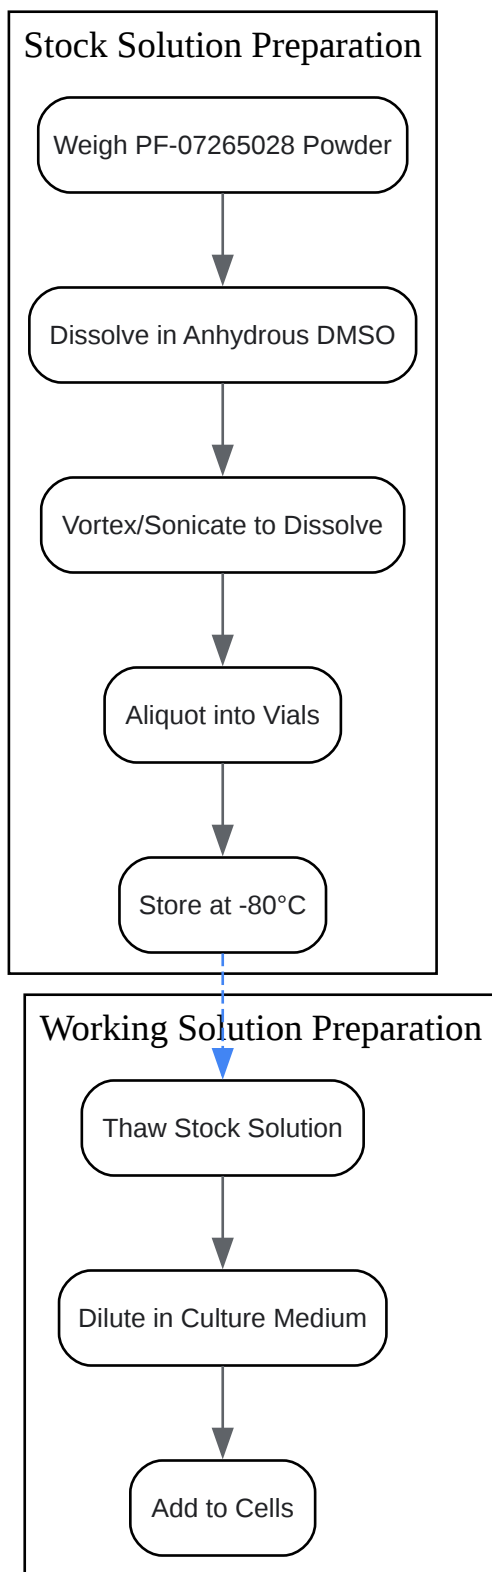 Stock Solution Preparation
Weigh PF-07265028 Powder
Dissolve in Anhydrous DMSO
Vortex/Sonicate to Dissolve
Aliquot into Vials
Store at -80°C
Working Solution Preparation
Thaw Stock Solution
Dilute in Culture Medium
Add to Cells